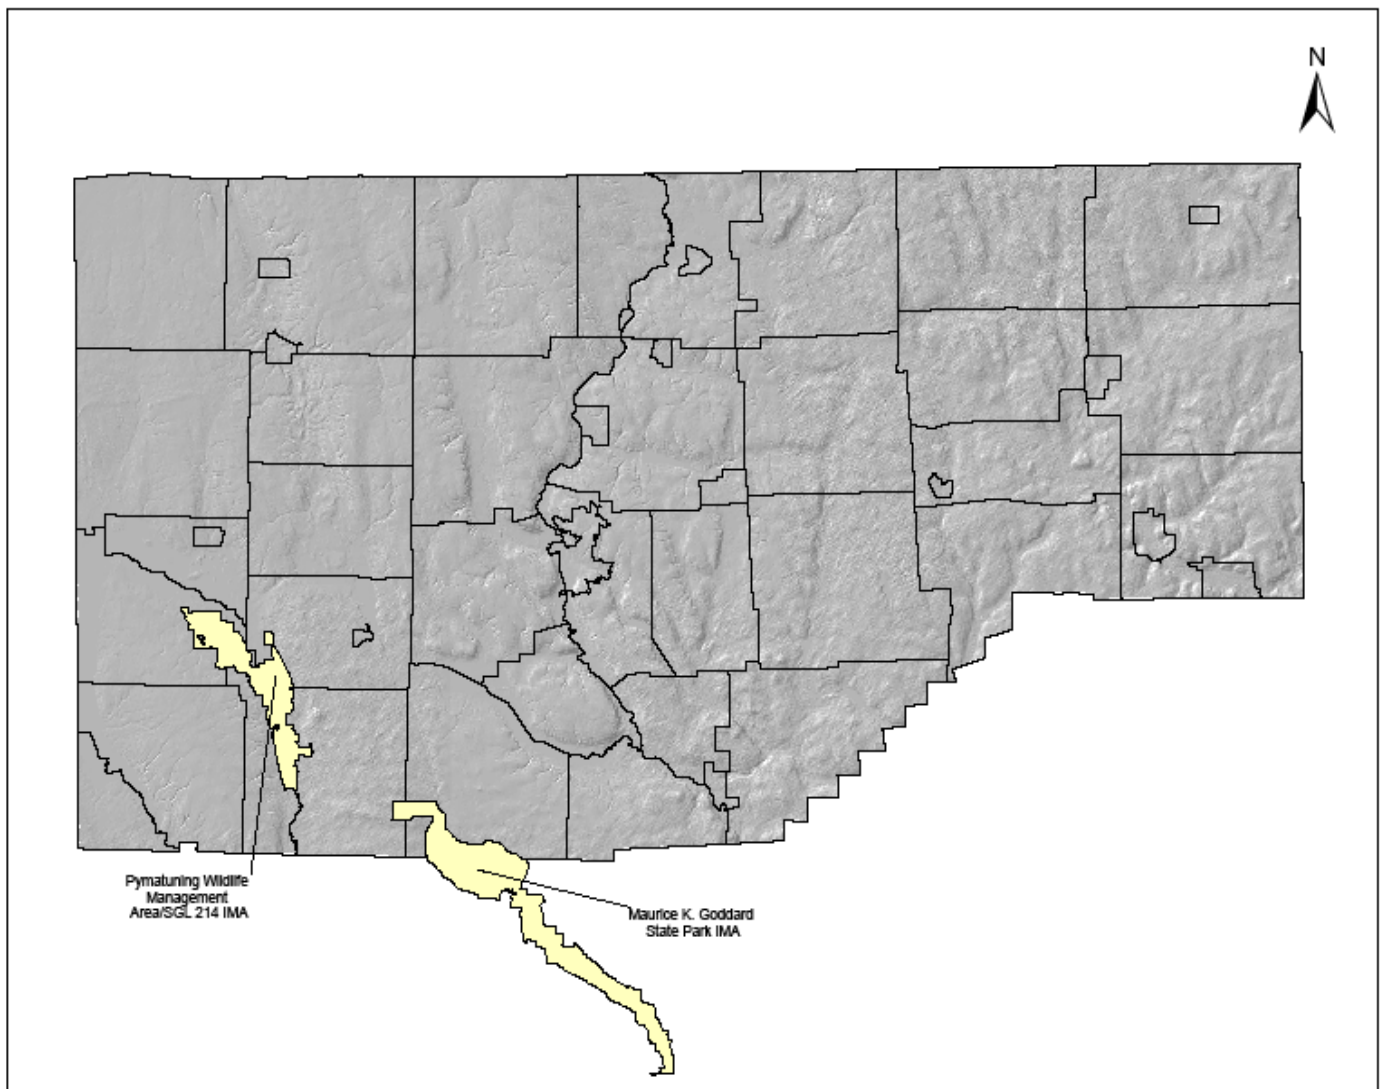 N
Pymatuning Wildlife
Management
Area/SGL 214 IMA
Maurice K. Goddard
State Park IMA